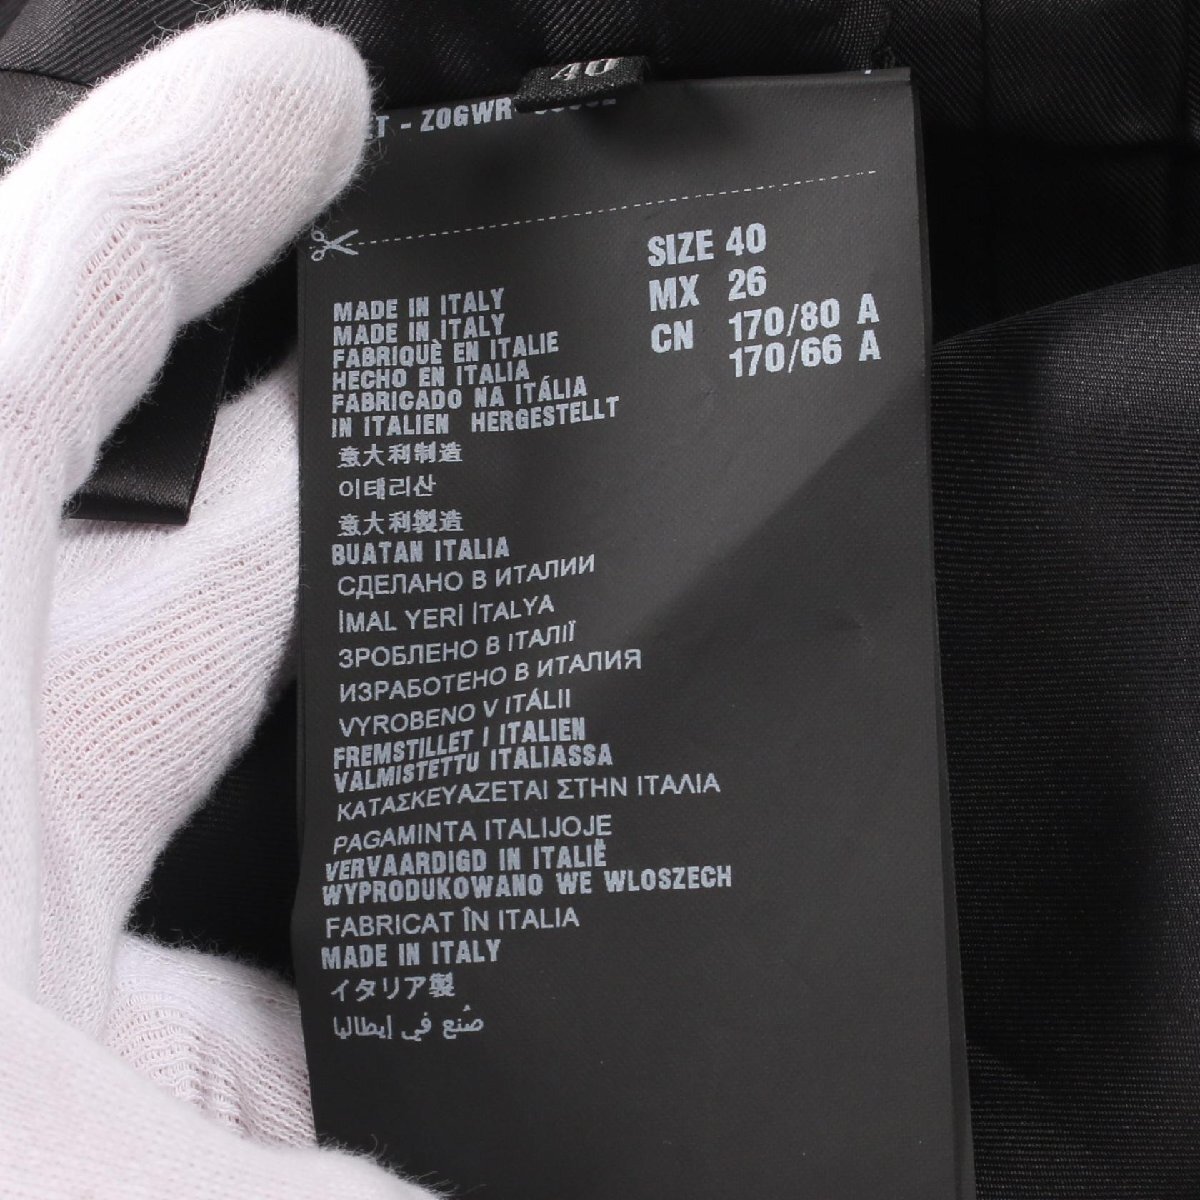 40
- ZOGWR
SIZE 40
MX 26
CN 170/80 A
170/66 A
MADE IN ITALY
MADE IN ITALY
FABRIQUÈ EN ITALIE
HECHO EN ITALIA
FABRICADO NA ITÁLIA
IN ITALIEN HERGESTELLT
意大利制造
이태리산
意大利製造
BUATAN ITALIA
СДЕЛАНО В ИТАЛИИ
İMAL YERİ İTALYA
ЗРОБЛЕНО В ІТАЛІЇ
ИЗРАБОТЕНО В ИТАЛИЯ
VYROBENO V ITÁLII
FREMSTILLET I ITALIEN
VALMISTETTU ITALIASSA
ΚΑΤΑΣΚΕΥΑΖΕΤΑΙ ΣΤΗΝ ΙΤΑΛΙΑ
PAGAMINTA ITALIJOJE
VERVAARDIGD IN ITALIË
WYPRODUKOWANO WE WLOSZECH
FABRICAT ÎN ITALIA
MADE IN ITALY
イタリア製
صُنع في إيطاليا